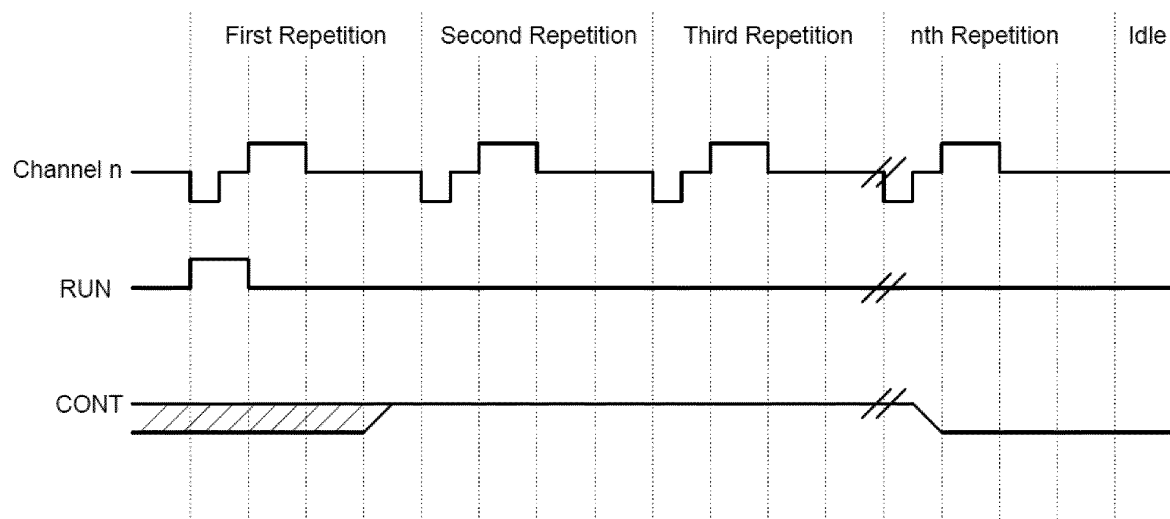 First Repetition
Second Repetition
Third Repetition
nth Repetition
Idle
Channel n
RUN
CONT